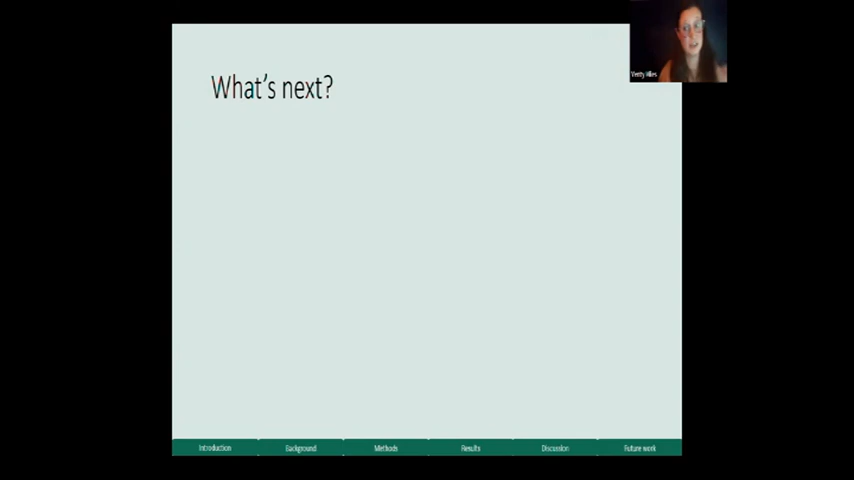 What's next?
Introduction
Background
Methods
Results
Discussion
Future work